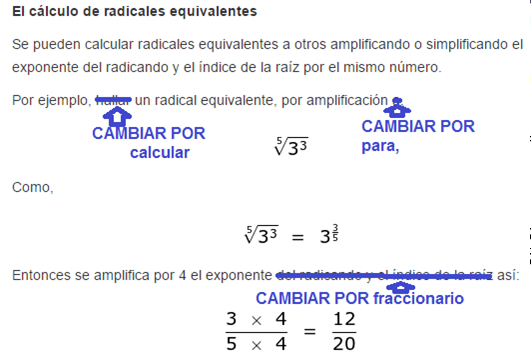 El cálculo de radicales equivalentes
Se pueden calcular radicales equivalentes a otros amplificando o simplificando el
exponente del radicando y el índice de la raíz por el mismo número.
Por ejemplo, hallar un radical equivalente, por amplificación
CAMBIAR POR
calcular
CAMBIAR POR
para,
⁵√3³
Como,
⁵√3³ = 3^(3/5)
Entonces se amplifica por 4 el exponente del radicando y el índice de la raíz así:
CAMBIAR POR fraccionario
3 × 4 / 5 × 4 = 12 / 20